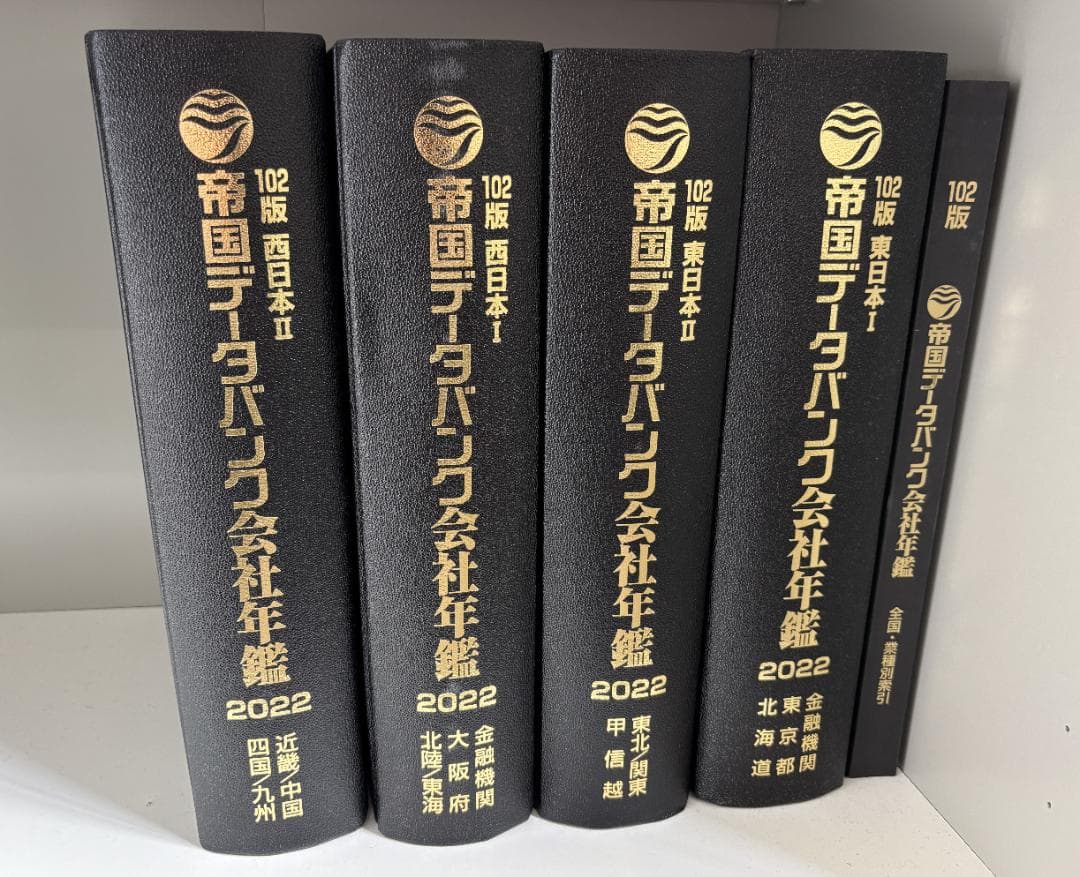 102版 西日本Ⅱ
帝国データバンク会社年鑑
2022
近畿/中国
四国/九州
102版 西日本Ⅰ
帝国データバンク会社年鑑
2022
金融機関
大阪府
北陸/東海
102版 東日本Ⅱ
帝国データバンク会社年鑑
2022
東北/関東
甲信越
102版 東日本Ⅰ
帝国データバンク会社年鑑
2022
金融機関
東京都
北海道
102版
帝国データバンク会社年鑑
全国・業種別索引